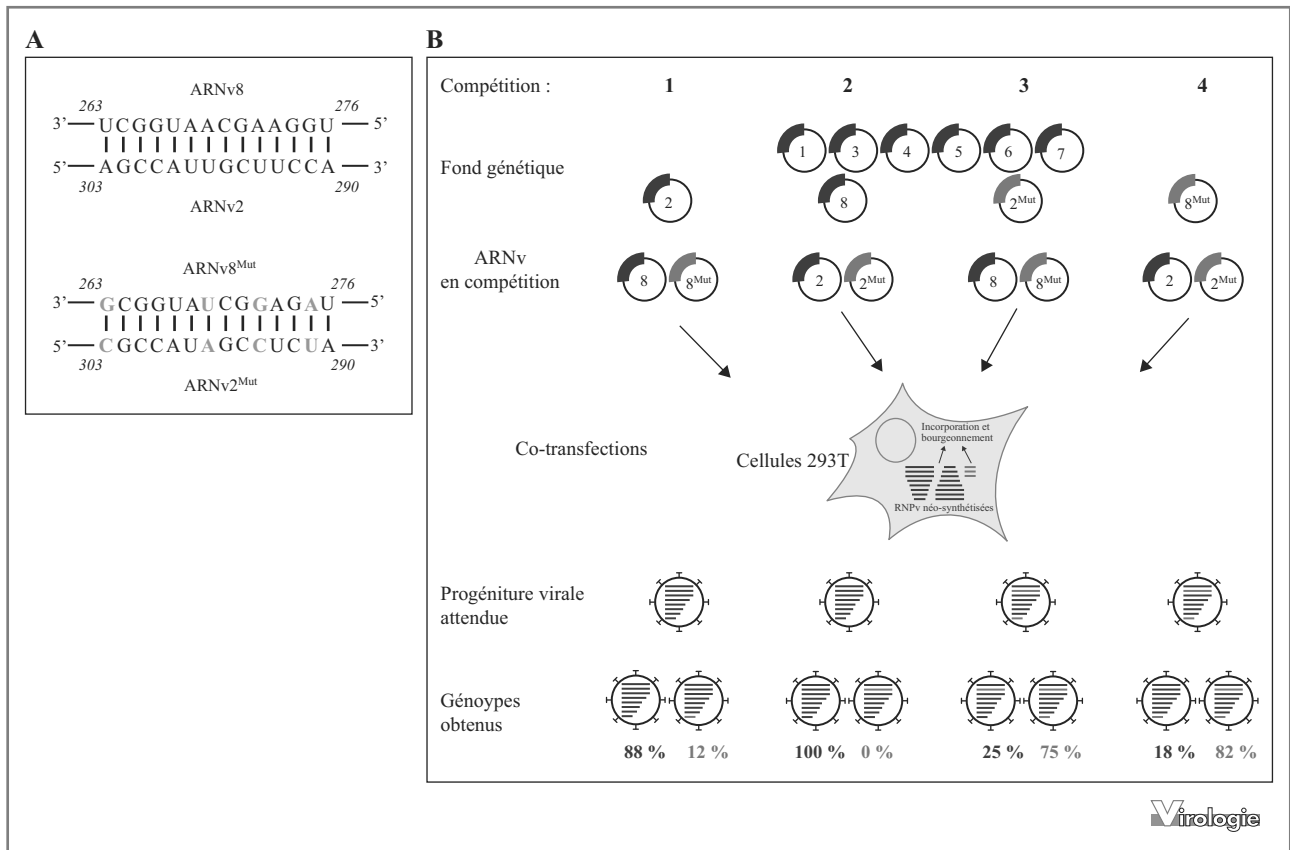 A
ARNv8
263 276
3’ UCGGUAACGAAGGU 5’
5’ AGCCAUUGCUUCCA 3’
303 290
ARNv2
ARNv8Mut
263 276
3’ GCGGUAUCGGAGAU 5’
5’ CGCCAUAGCCUCUA 3’
303 290
ARNv2Mut
B
Compétition : 1 2 3 4
Fond génétique
1 3 4 5 6 7
2 8 2Mut 8Mut
ARNv
en compétition
8 8Mut 2 2Mut 8 8Mut 2 2Mut
Co-transfections
Cellules 293T
Incorporation et
bourgeonnement
RNPv néo-synthétisées
Progéniture virale
attendue
Génoypes
obtenus
88 % 12 % 100 % 0 % 25 % 75 % 18 % 82 %
Virologie